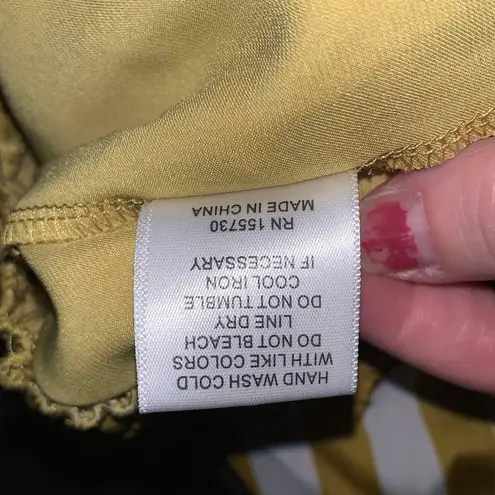 HAND WASH COLD
WITH LIKE COLORS
DO NOT BLEACH
LINE DRY
DO NOT TUMBLE
COOL IRON
IF NECESSARY
RN 155730
MADE IN CHINA